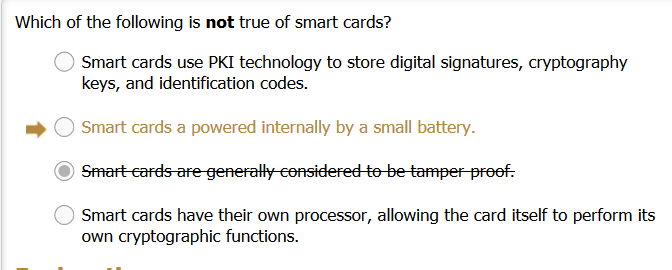 Which of the following is not true of smart cards?
Smart cards use PKI technology to store digital signatures, cryptography
keys, and identification codes.
Smart cards a powered internally by a small battery.
Smart cards are generally considered to be tamper proof.
Smart cards have their own processor, allowing the card itself to perform its
own cryptographic functions.